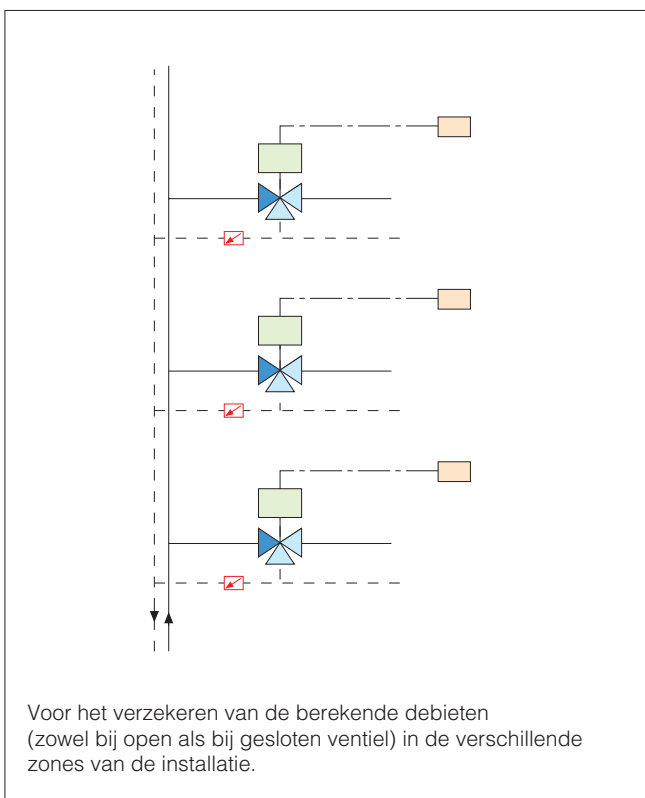 Voor het verzekeren van de berekende debieten
(zowel bij open als bij gesloten ventiel) in de verschillende
zones van de installatie.